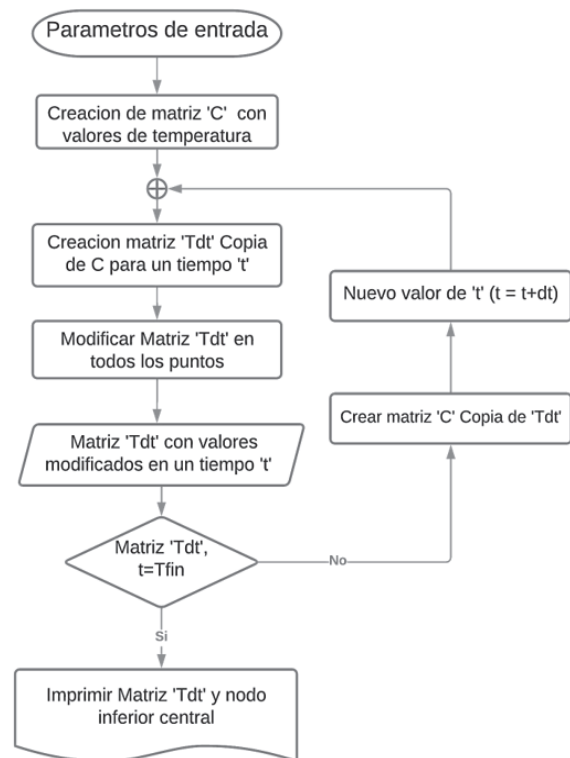 Parametros de entrada
Creacion de matriz 'C' con
valores de temperatura
Creacion matriz 'Tdt' Copia
de C para un tiempo 't'
Modificar Matriz 'Tdt' en
todos los puntos
Matriz 'Tdt' con valores
modificados en un tiempo 't'
Matriz 'Tdt',
t=Tfin
No
Crear matriz 'C' Copia de 'Tdt'
Nuevo valor de 't' (t = t+dt)
Si
Imprimir Matriz 'Tdt' y nodo
inferior central